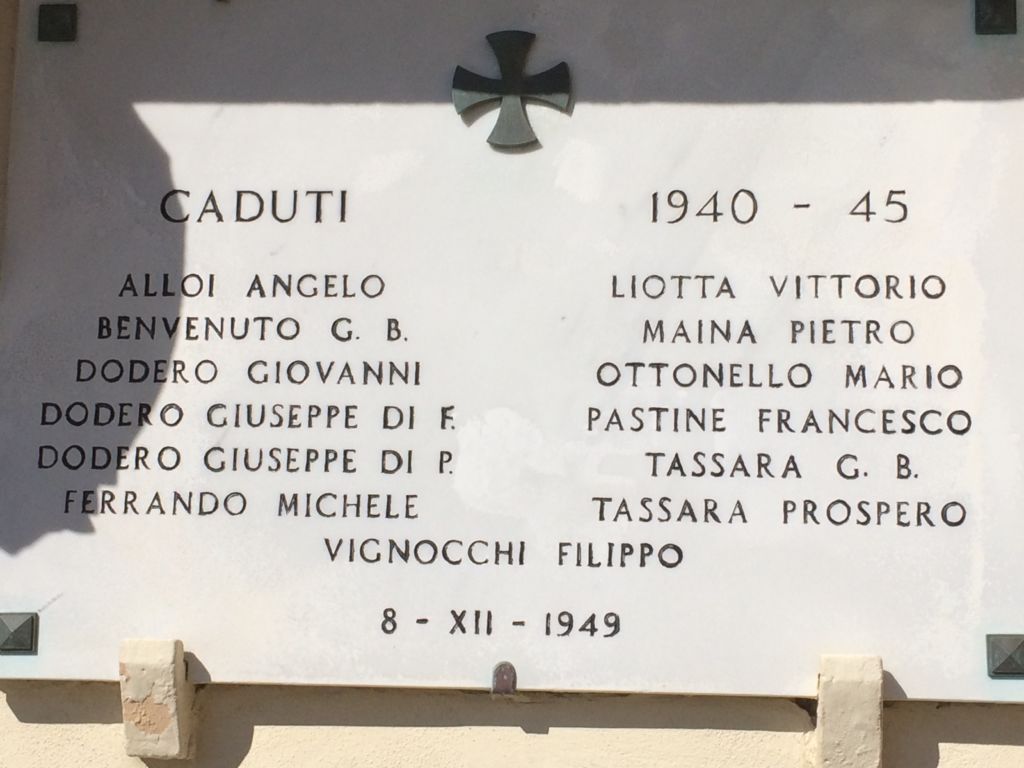 CADUTI 1940 - 45
ALLOI ANGELO
BENVENUTO G. B.
DODERO GIOVANNI
DODERO GIUSEPPE DI F.
DODERO GIUSEPPE DI P.
FERRANDO MICHELE
LIOTTA VITTORIO
MAINA PIETRO
OTTONELLO MARIO
PASTINE FRANCESCO
TASSARA G. B.
TASSARA PROSPERO
VIGNOCCHI FILIPPO
8 - XII - 1949